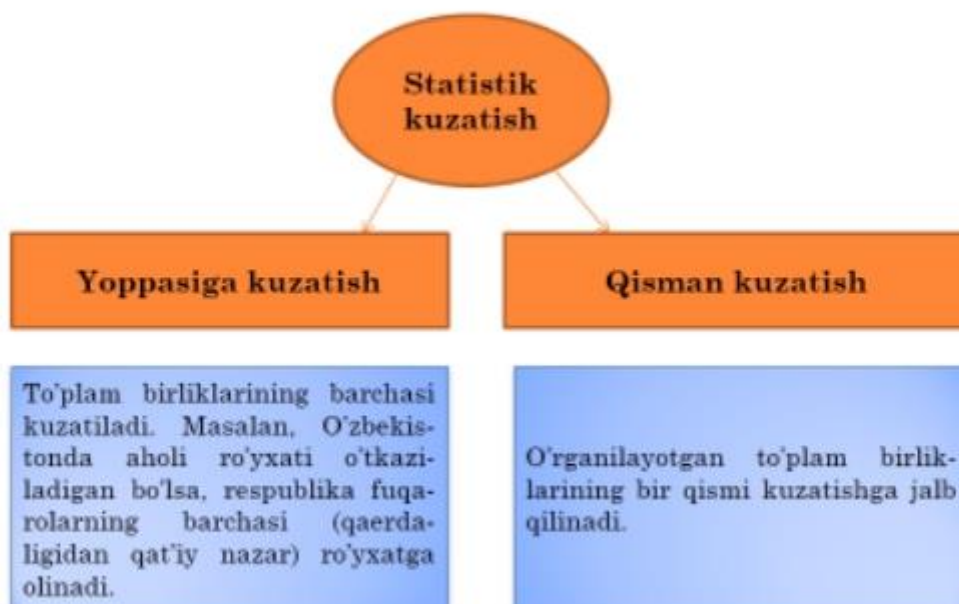 Statistik
kuzatish
Yoppasiga kuzatish
Qisman kuzatish
To'plam birliklarining barchasi
kuzatiladi. Masalan, O'zbekis-
tonda aholi ro'yxati o'tkazi-
ladigan bo'lsa, respublika fuqa-
rolarning barchasi (qaerda-
ligidan qat'iy nazar) ro'yxatga
olinadi.
O'rganilayotgan to'plam birlik-
larining bir qismi kuzatishga jalb
qilinadi.